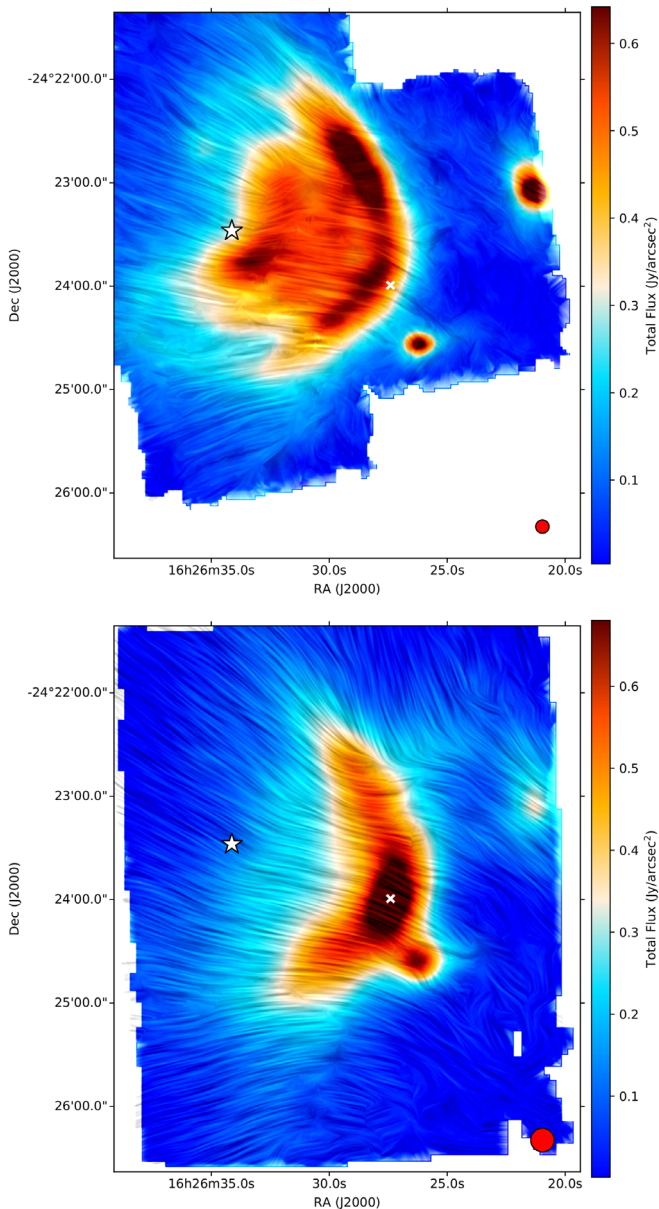 -24°22'00.0"
23'00.0"
24'00.0"
25'00.0"
26'00.0"
Dec (J2000)
16h26m35.0s
30.0s
25.0s
20.0s
RA (J2000)
0.6
0.5
0.4
0.3
0.2
0.1
Total Flux (Jy/arcsec²)
-24°22'00.0"
23'00.0"
24'00.0"
25'00.0"
26'00.0"
Dec (J2000)
16h26m35.0s
30.0s
25.0s
20.0s
RA (J2000)
0.6
0.5
0.4
0.3
0.2
0.1
Total Flux (Jy/arcsec²)